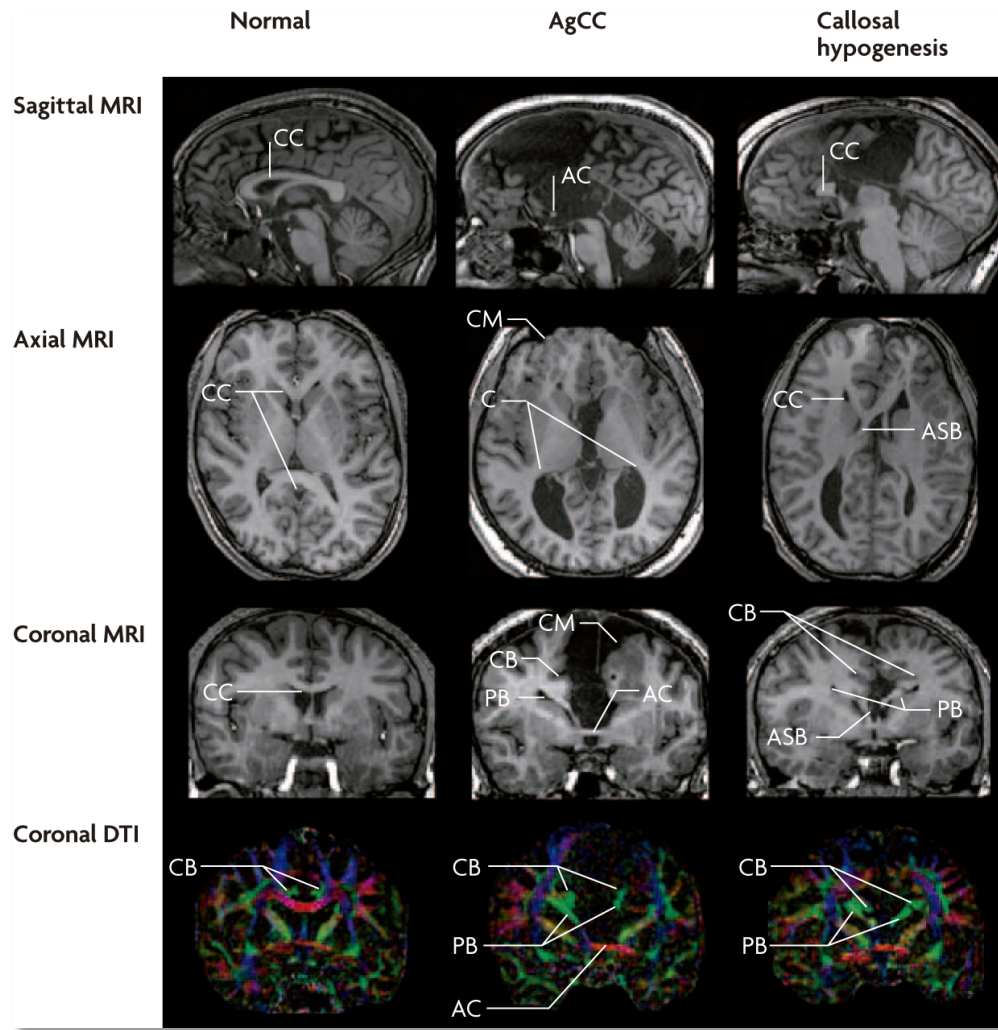 Normal
AgCC
Callosal
hypogenesis
Sagittal MRI
CC
AC
CC
Axial MRI
CC
CM
C
CC
ASB
Coronal MRI
CC
CM
CB
PB
AC
CB
PB
ASB
Coronal DTI
CB
CB
PB
AC
CB
PB